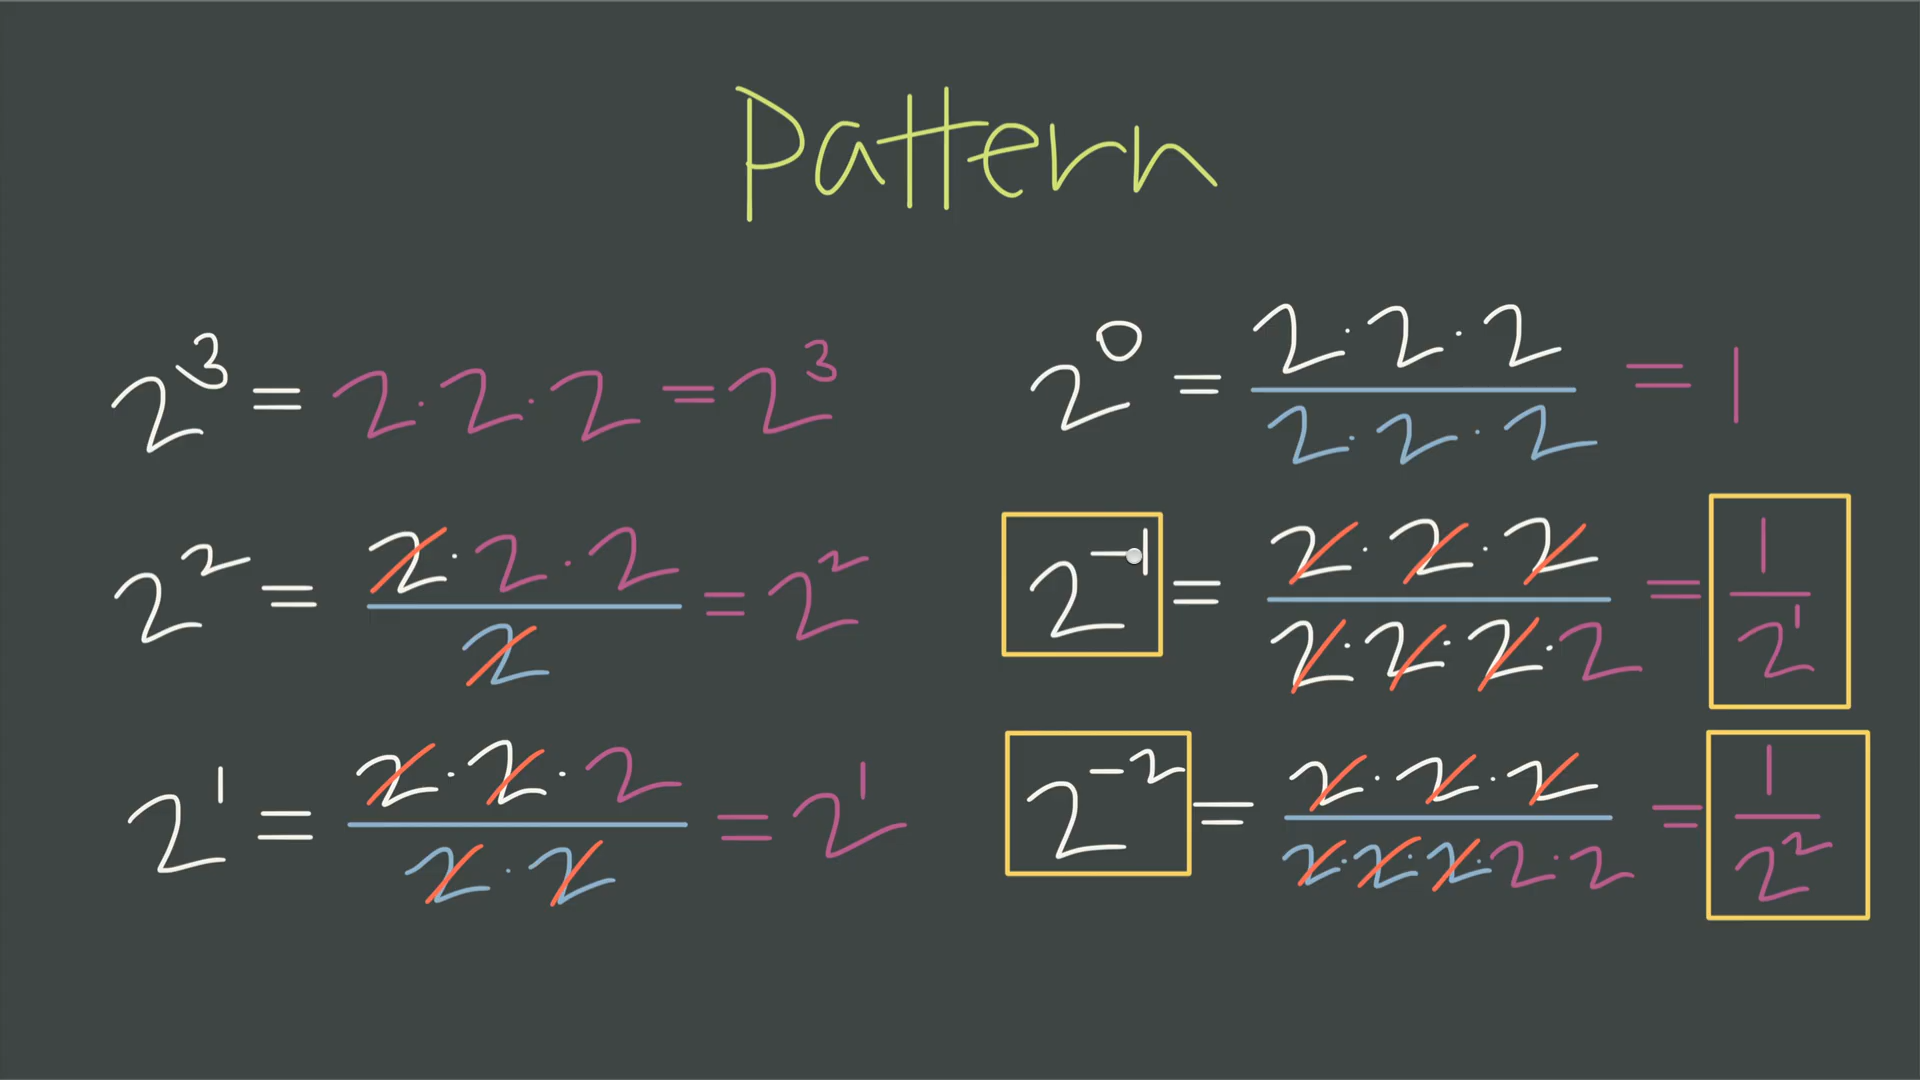 Pattern
2³ = 2·2·2 = 2³
2² = 2·2·2 / 2 = 2²
2¹ = 2·2·2 / 2·2 = 2¹
2⁰ = 2·2·2 / 2·2·2 = 1
2⁻¹ = 2·2·2 / 2·2·2·2 = 1 / 2¹
2⁻² = 2·2·2 / 2·2·2·2·2 = 1 / 2²